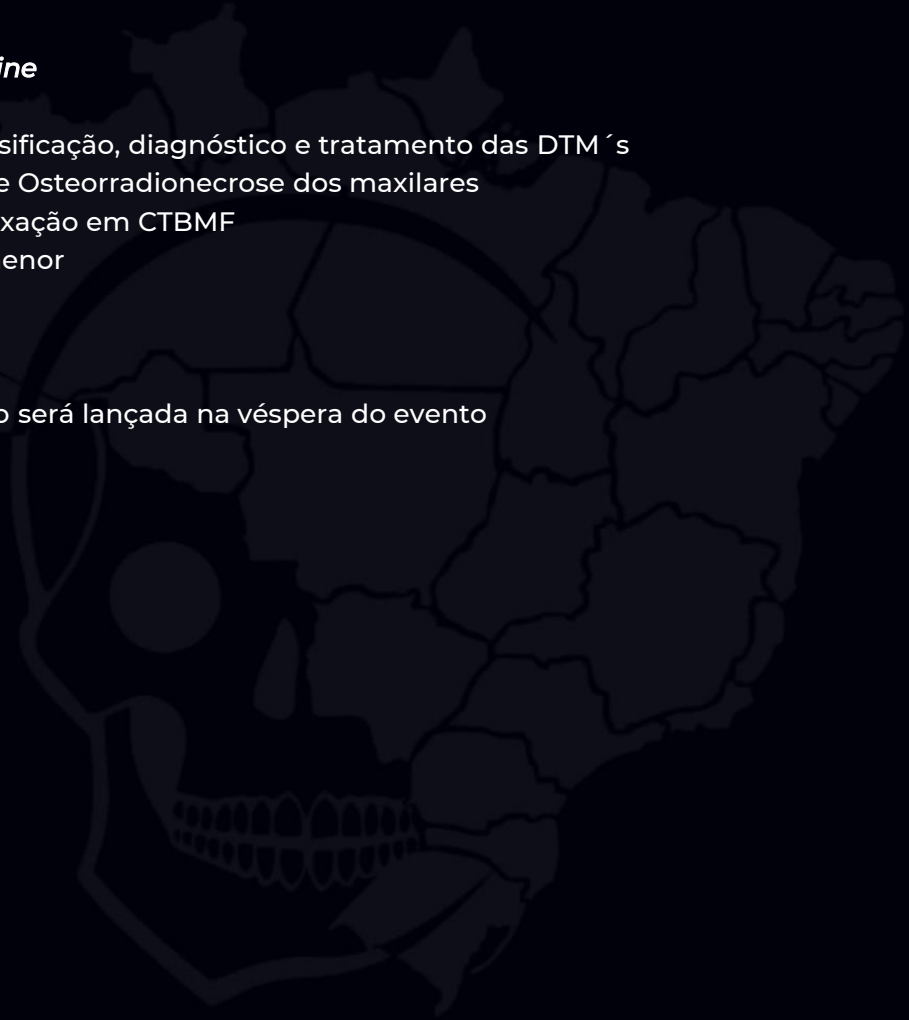 ine
sificação, diagnóstico e tratamento das DTM´s
e Osteorradionecrose dos maxilares
xação em CTBMF
enor
o será lançada na véspera do evento